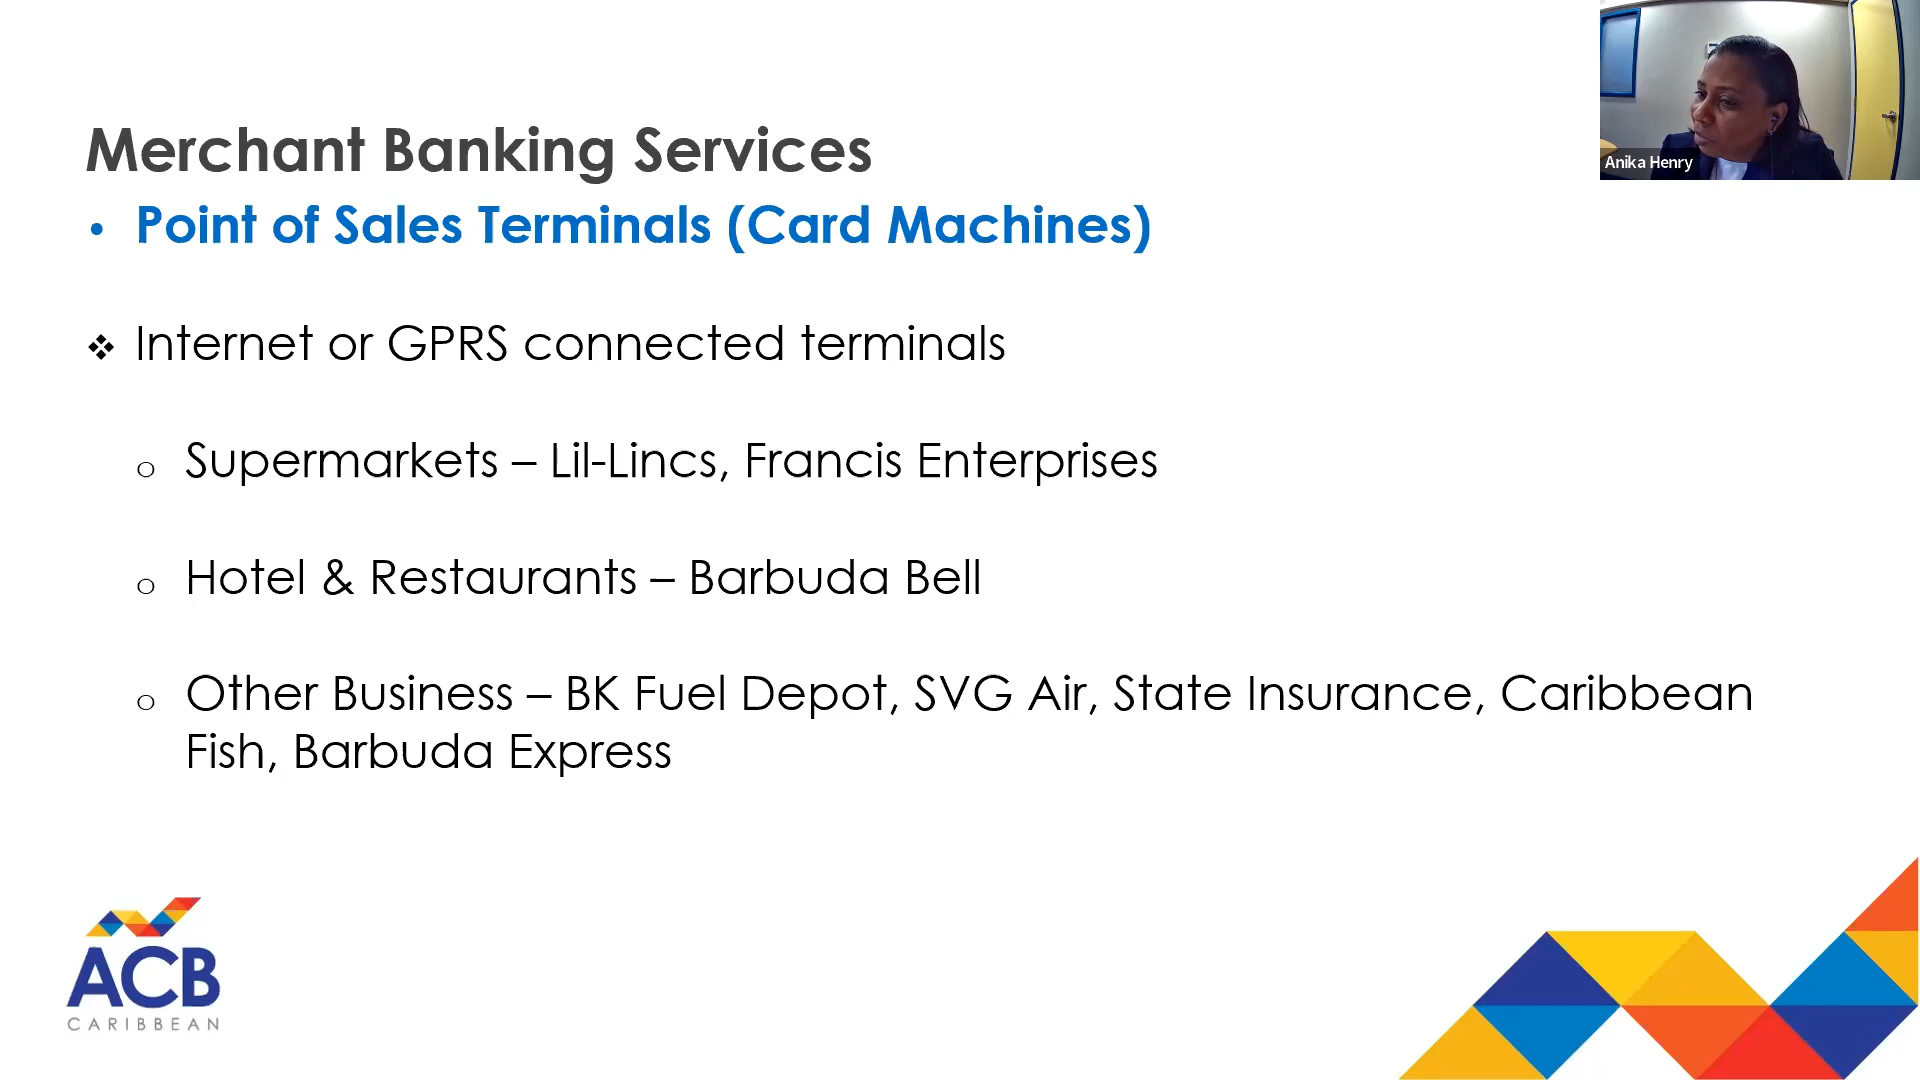 Merchant Banking Services
• Point of Sales Terminals (Card Machines)
❖ Internet or GPRS connected terminals
o Supermarkets – Lil-Lincs, Francis Enterprises
o Hotel & Restaurants – Barbuda Bell
o Other Business – BK Fuel Depot, SVG Air, State Insurance, Caribbean
Fish, Barbuda Express
Anika Henry
ACB
CARIBBEAN